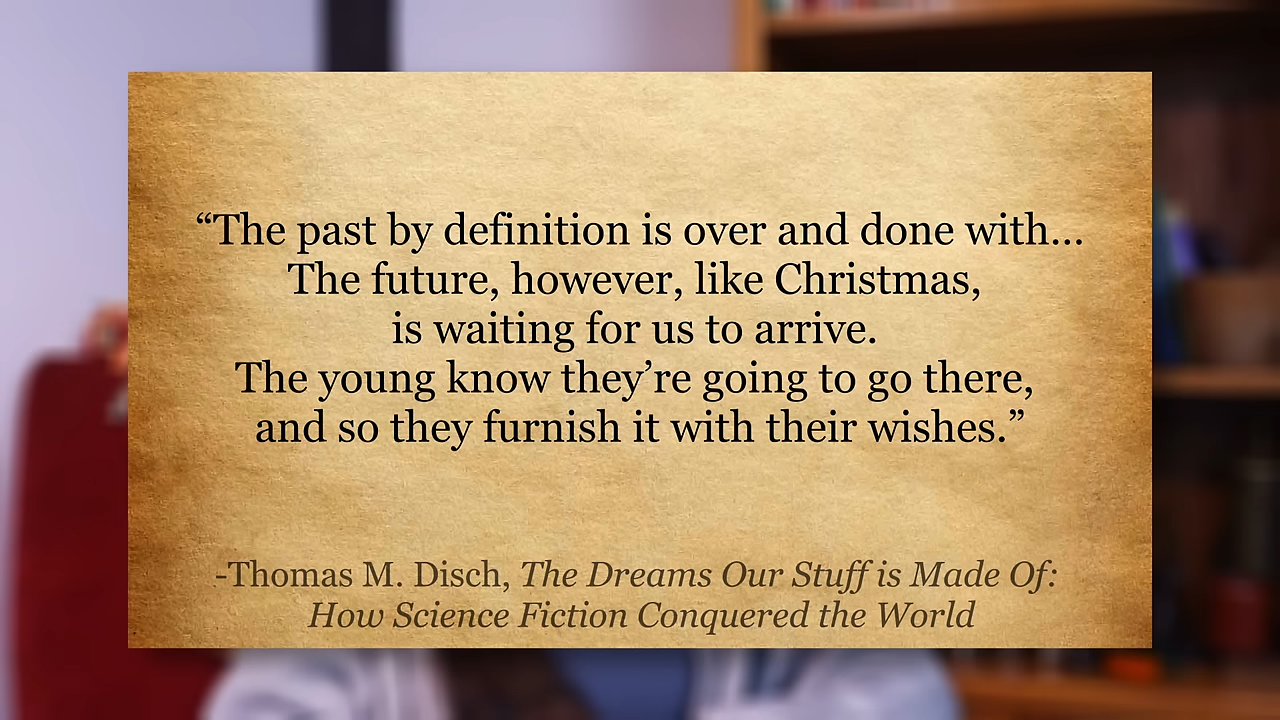 “The past by definition is over and done with...
The future, however, like Christmas,
is waiting for us to arrive.
The young know they’re going to go there,
and so they furnish it with their wishes.”
-Thomas M. Disch, The Dreams Our Stuff is Made Of:
How Science Fiction Conquered the World